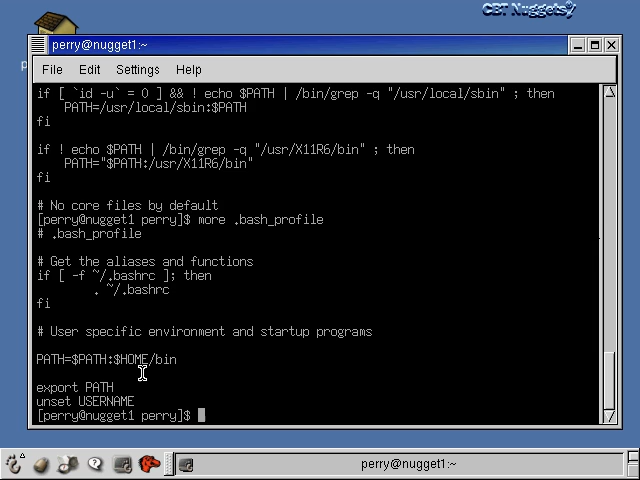 CBT Nuggets
perry@nugget1:~
File Edit Settings Help
if [ `id -u` = 0 ] && ! echo $PATH | /bin/grep -q "/usr/local/sbin" ; then
    PATH=/usr/local/sbin:$PATH
fi
if ! echo $PATH | /bin/grep -q "/usr/X11R6/bin" ; then
    PATH="$PATH:/usr/X11R6/bin"
fi
# No core files by default
[perry@nugget1 perry]$ more .bash_profile
# .bash_profile
# Get the aliases and functions
if [ -f ~/.bashrc ]; then
        . ~/.bashrc
fi
# User specific environment and startup programs
PATH=$PATH:$HOME/bin
export PATH
unset USERNAME
[perry@nugget1 perry]$
perry@nugget1:~